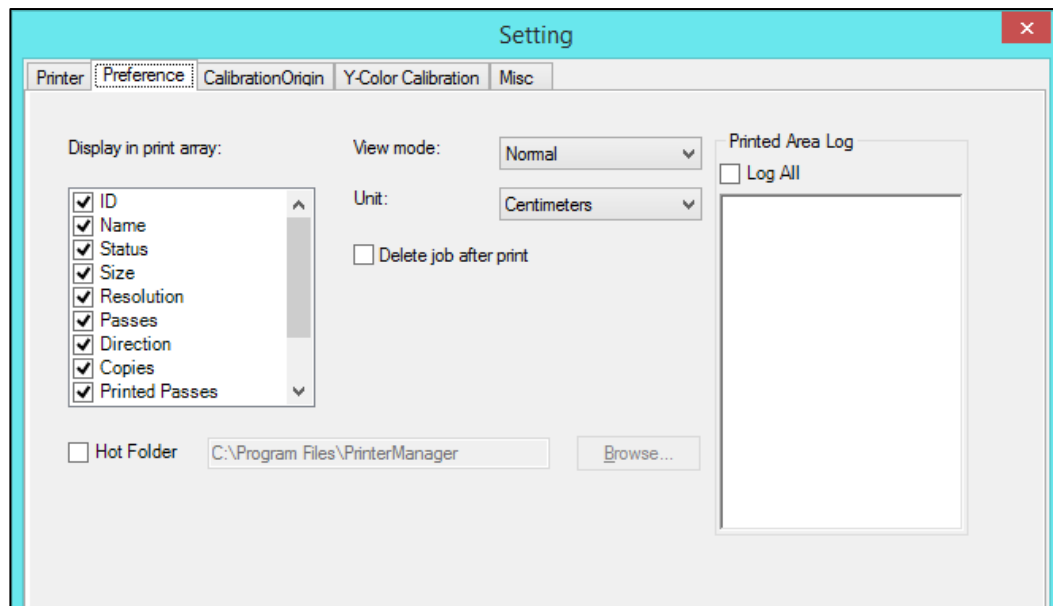 Setting
Printer Preference CalibrationOrigin Y-Color Calibration Misc
Display in print array:
ID
Name
Status
Size
Resolution
Passes
Direction
Copies
Printed Passes
View mode: Normal
Unit: Centimeters
Delete job after print
Printed Area Log
Log All
Hot Folder C:\Program Files\PrinterManager Browse...